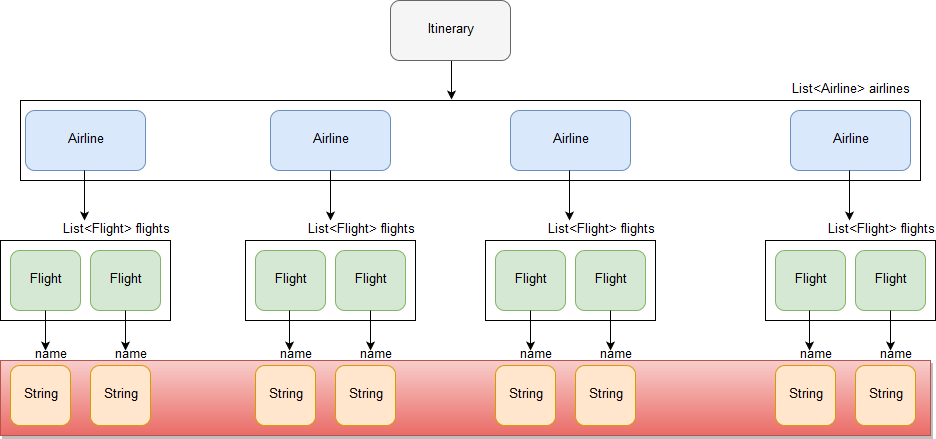 Itinerary
List<Airline> airlines
Airline Airline Airline Airline
List<Flight> flights List<Flight> flights List<Flight> flights List<Flight> flights
Flight Flight Flight Flight Flight Flight Flight Flight
name name name name name name name name
String String String String String String String String